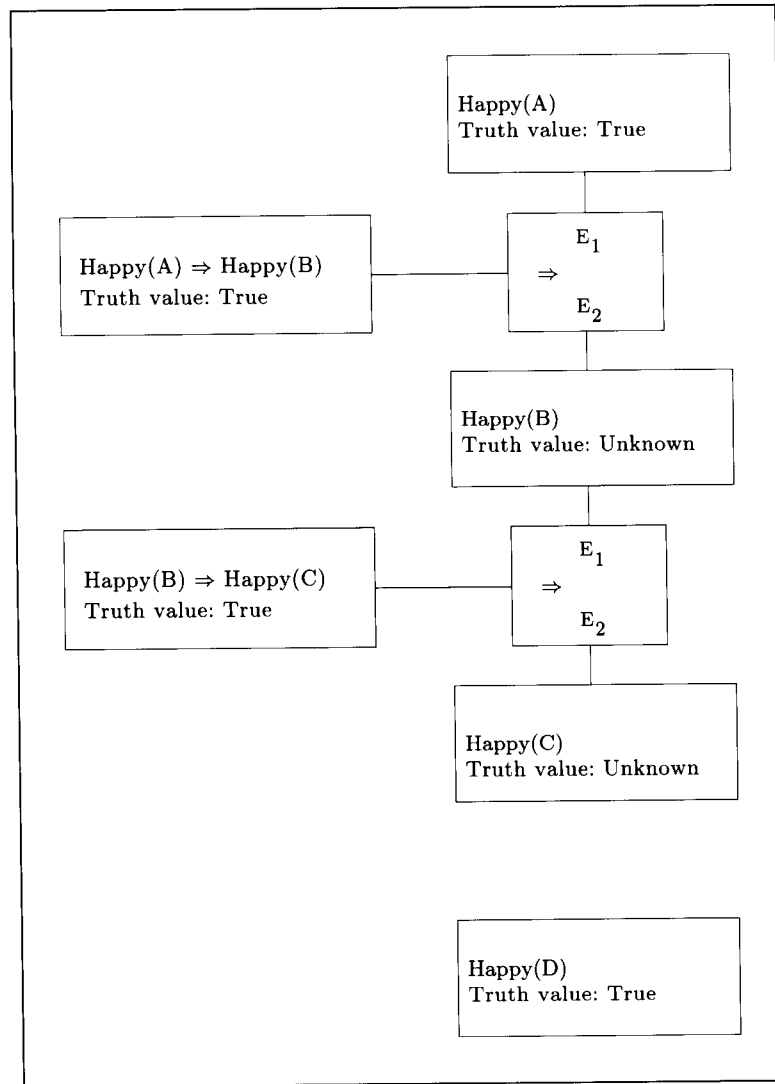 Happy(A)
Truth value: True
Happy(A) ⇒ Happy(B)
Truth value: True
E₁
⇒
E₂
Happy(B)
Truth value: Unknown
Happy(B) ⇒ Happy(C)
Truth value: True
E₁
⇒
E₂
Happy(C)
Truth value: Unknown
Happy(D)
Truth value: True